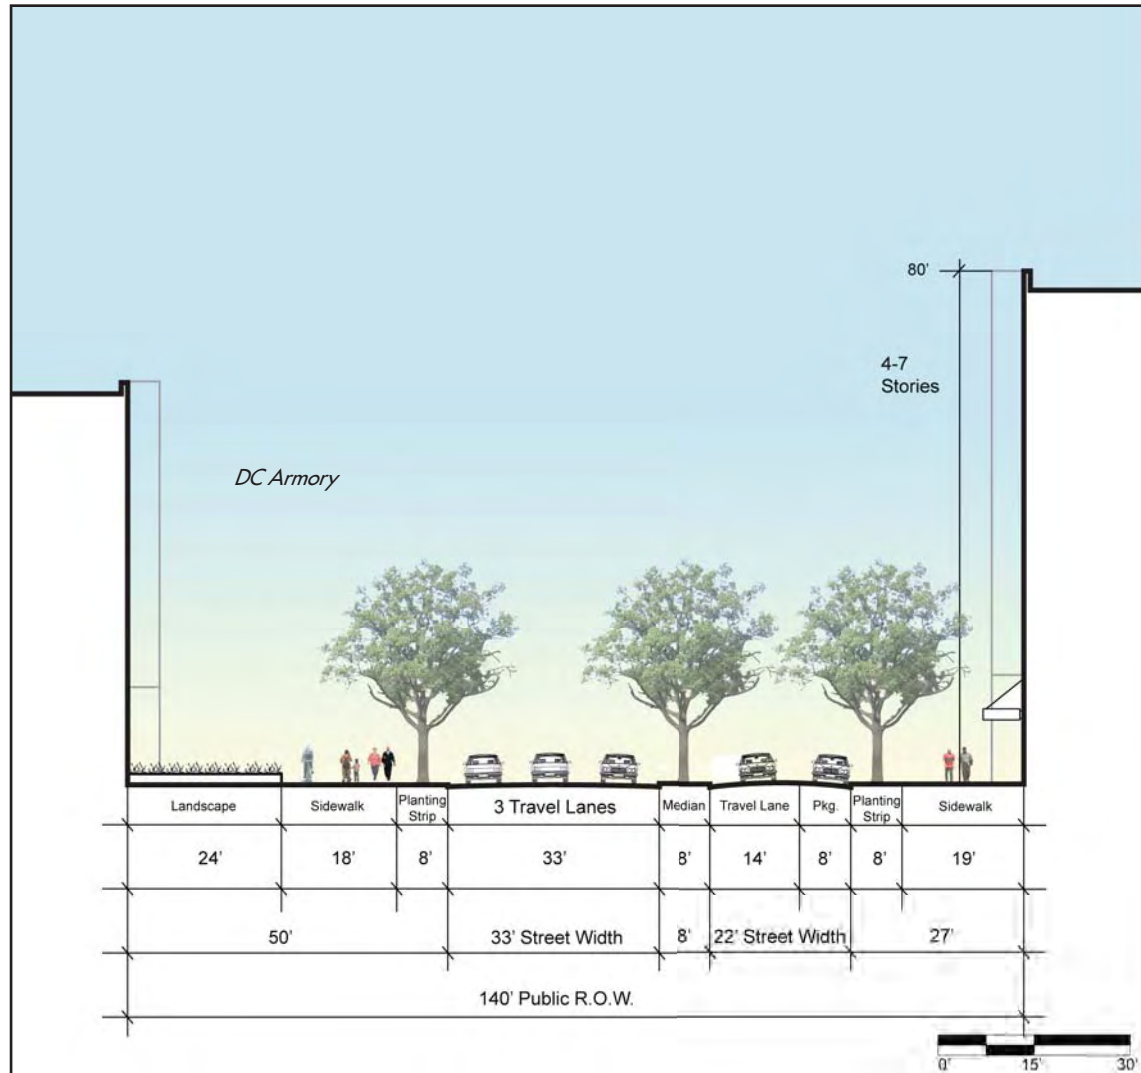 80'
4-7
Stories
DC Armory
Landscape
Sidewalk
Planting
Strip
3 Travel Lanes
Median
Travel Lane
Pkg.
Planting
Strip
Sidewalk
24'
18'
8'
33'
8'
14'
8'
8'
19'
50'
33' Street Width
8'
22' Street Width
27'
140' Public R.O.W.
0'
15'
30'